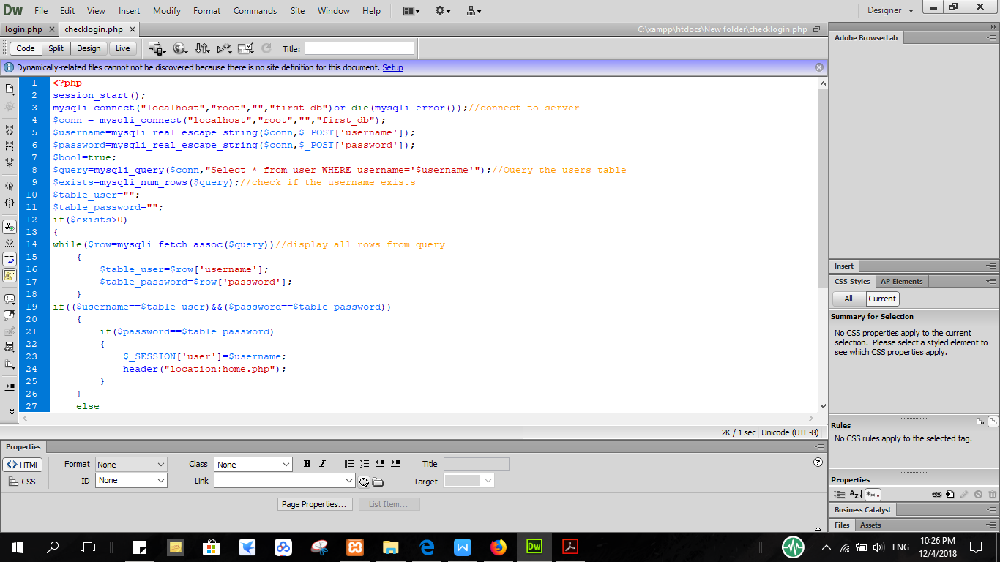 Dw File Edit View Insert Modify Format Commands Site Window Help Designer
login.php checklogin.php C:\xampp\htdocs\New folder\checklogin.php
Code Split Design Live Title:
Dynamically-related files cannot not be discovered because there is no site definition for this document. Setup
1 <?php
2 session_start();
3 mysqli_connect("localhost","root","","first_db")or die(mysqli_error());//connect to server
4 $conn = mysqli_connect("localhost","root","","first_db");
5 $username=mysqli_real_escape_string($conn,$_POST['username']);
6 $password=mysqli_real_escape_string($conn,$_POST['password']);
7 $bool=true;
8 $query=mysqli_query($conn,"Select * from user WHERE username='$username'");//Query the users table
9 $exists=mysqli_num_rows($query);//check if the username exists
10 $table_user="";
11 $table_password="";
12 if($exists>0)
13 {
14 while($row=mysqli_fetch_assoc($query))//display all rows from query
15 {
16 $table_user=$row['username'];
17 $table_password=$row['password'];
18 }
19 if(($username==$table_user)&&($password==$table_password))
20 {
21 if($password==$table_password)
22 {
23 $_SESSION['user']=$username;
24 header("location:home.php");
25 }
26 }
27 else
2K / 1 sec Unicode (UTF-8)
Properties
HTML Format None Class None B I Title
CSS ID None Link Target
Page Properties... List Item...
Adobe BrowserLab
Insert
CSS Styles AP Elements
All Current
Summary for Selection
No CSS properties apply to the current
selection. Please select a styled element to
see which CSS properties apply.
Rules
No CSS rules apply to the selected tag.
Properties
Az
Business Catalyst
Files Assets
Dw ENG 10:26 PM
12/4/2018